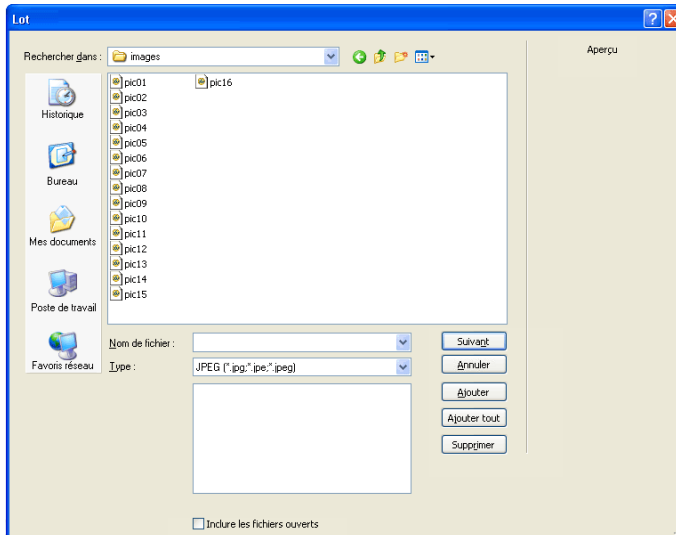 Lot
Rechercher dans :
images
Aperçu
Historique
Bureau
Mes documents
Poste de travail
Favoris réseau
pic01
pic02
pic03
pic04
pic05
pic06
pic07
pic08
pic09
pic10
pic11
pic12
pic13
pic14
pic15
pic16
Nom de fichier :
Type :
JPEG (*.jpg;*.jpe;*.jpeg)
Suivant
Annuler
Ajouter
Ajouter tout
Supprimer
Inclure les fichiers ouverts